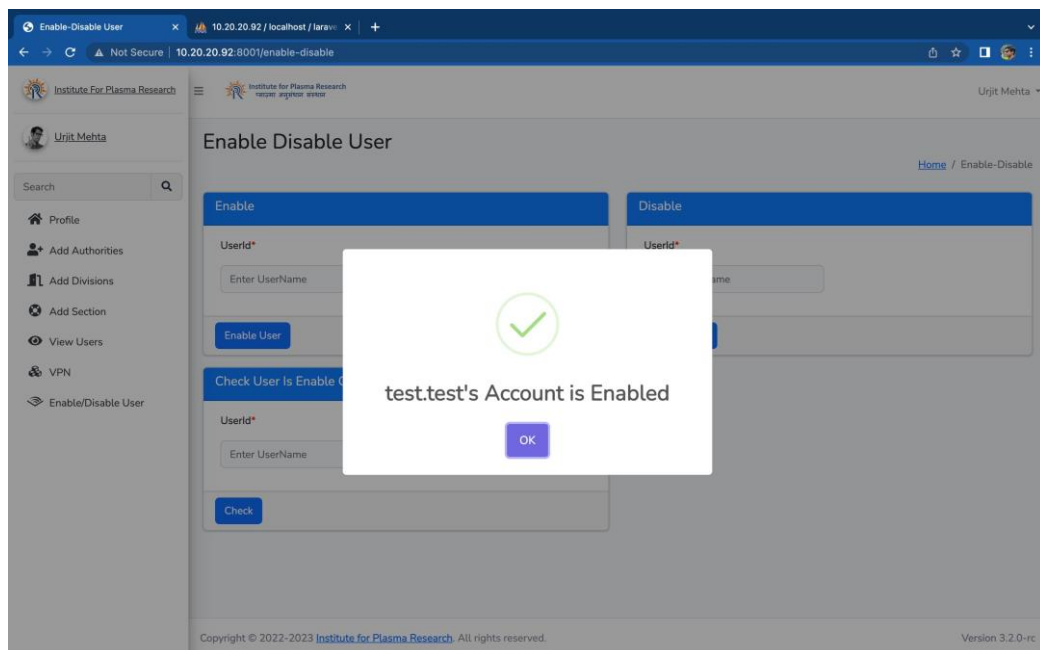 Enable-Disable User
10.20.20.92 / localhost / larave
Not Secure | 10.20.20.92:8001/enable-disable
Institute For Plasma Research
Institute for Plasma Research
प्लाज़्मा अनुसंधान संस्थान
Urjit Mehta
Urjit Mehta
Enable Disable User
Home / Enable-Disable
Search
Profile
Add Authorities
Add Divisions
Add Section
View Users
VPN
Enable/Disable User
Enable
UserId*
Enter UserName
Enable User
Disable
UserId*
ame
Check User Is Enable
UserId*
Enter UserName
Check
test.test's Account is Enabled
OK
Copyright © 2022-2023 Institute for Plasma Research. All rights reserved.
Version 3.2.0-rc